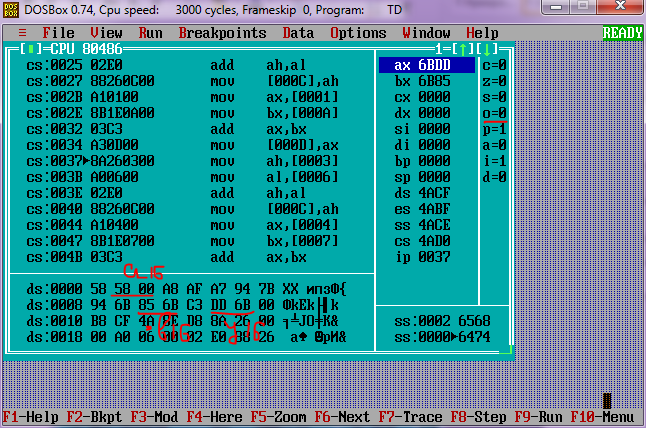 DOSBox 0.74, Cpu speed: 3000 cycles, Frameskip 0, Program: TD
≡ File View Run Breakpoints Data Options Window Help READY
[■]=CPU 80486 1=[↑][↓]
cs:0025 02E0 add ah,al
cs:0027 88260C00 mov [000C],ah
cs:002B A10100 mov ax,[0001]
cs:002E 8B1E0A00 mov bx,[000A]
cs:0032 03C3 add ax,bx
cs:0034 A30D00 mov [000D],ax
cs:0037►8A260300 mov ah,[0003]
cs:003B A00600 mov al,[0006]
cs:003E 02E0 add ah,al
cs:0040 88260C00 mov [000C],ah
cs:0044 A10400 mov ax,[0004]
cs:0047 8B1E0700 mov bx,[0007]
cs:004B 03C3 add ax,bx
ax 6BDD c=0
bx 6B85 z=0
cx 0000 s=0
dx 0000 o=0
si 0000 p=1
di 0000 a=0
bp 0000 i=1
sp 0000 d=0
ds 4ACF
es 4ABF
ss 4ACE
cs 4AD0
ip 0037
ds:0000 58 58 00 A8 AF A7 94 7B XX ипзФ{
ds:0008 94 6B 85 6B C3 DD 6B 00 ФkЕk├▌k
ds:0010 B8 CF 4A 8E D8 8A 26 00 ╕╧JО╪К&
ds:0018 00 A0 06 00 02 E0 88 26 а♠ ☻рИ&
ss:0002 6568
ss:0000►6474
F1-Help F2-Bkpt F3-Mod F4-Here F5-Zoom F6-Next F7-Trace F8-Step F9-Run F10-Menu